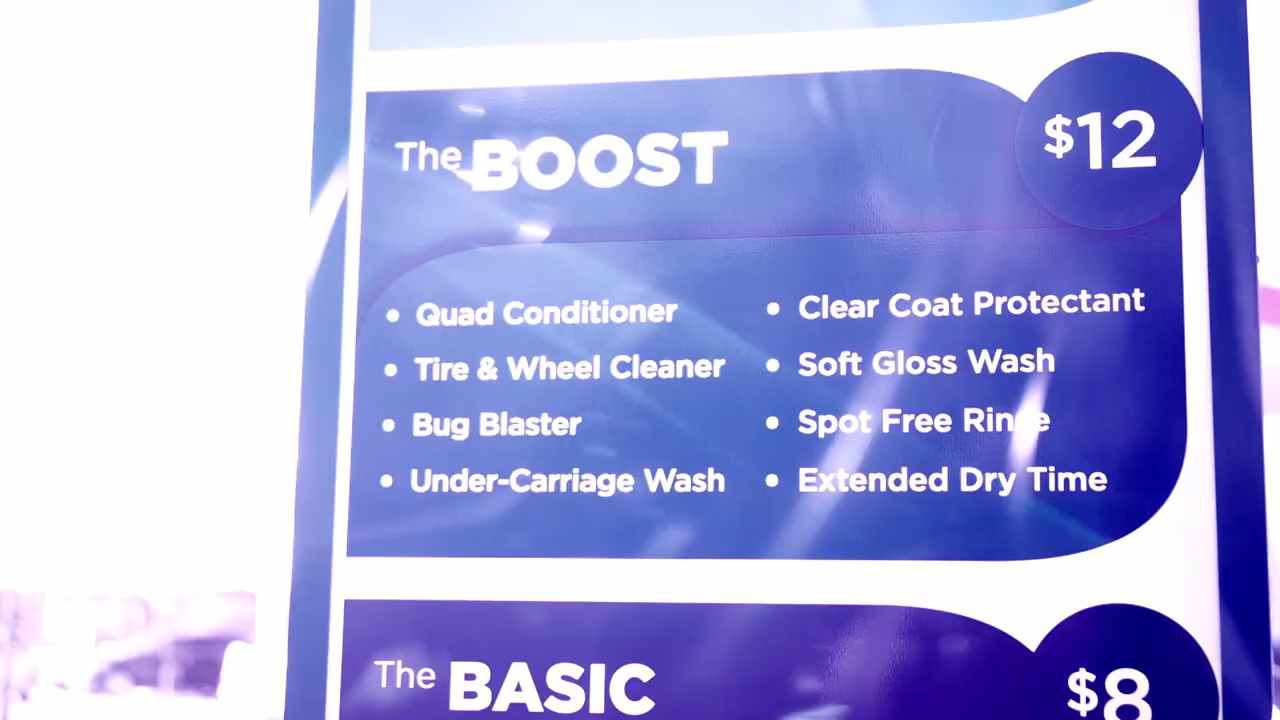 The BOOST
$12
• Quad Conditioner
• Tire & Wheel Cleaner
• Bug Blaster
• Under-Carriage Wash
• Clear Coat Protectant
• Soft Gloss Wash
• Spot Free Rinse
• Extended Dry Time
The BASIC
$8